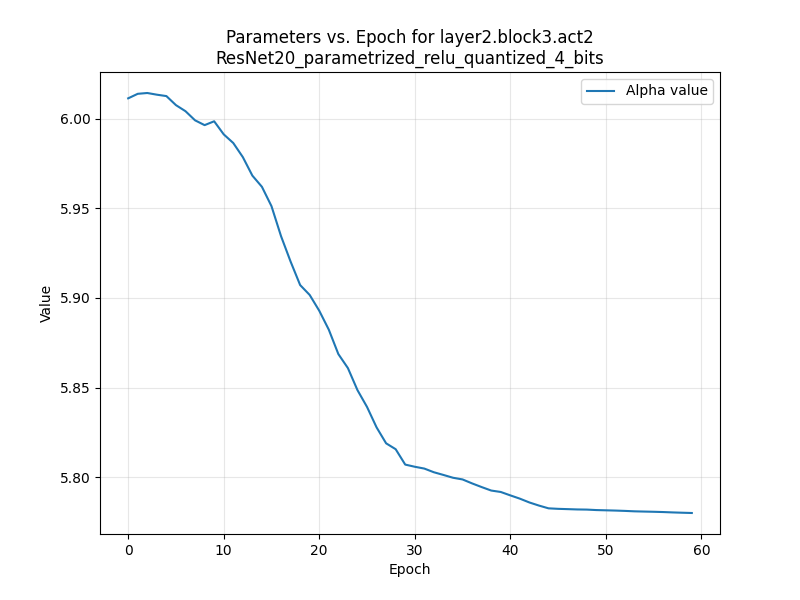 Parameters vs. Epoch for layer2.block3.act2
ResNet20_parametrized_relu_quantized_4_bits
Alpha value
6.00
5.95
5.90
5.85
5.80
Value
0 10 20 30 40 50 60
Epoch